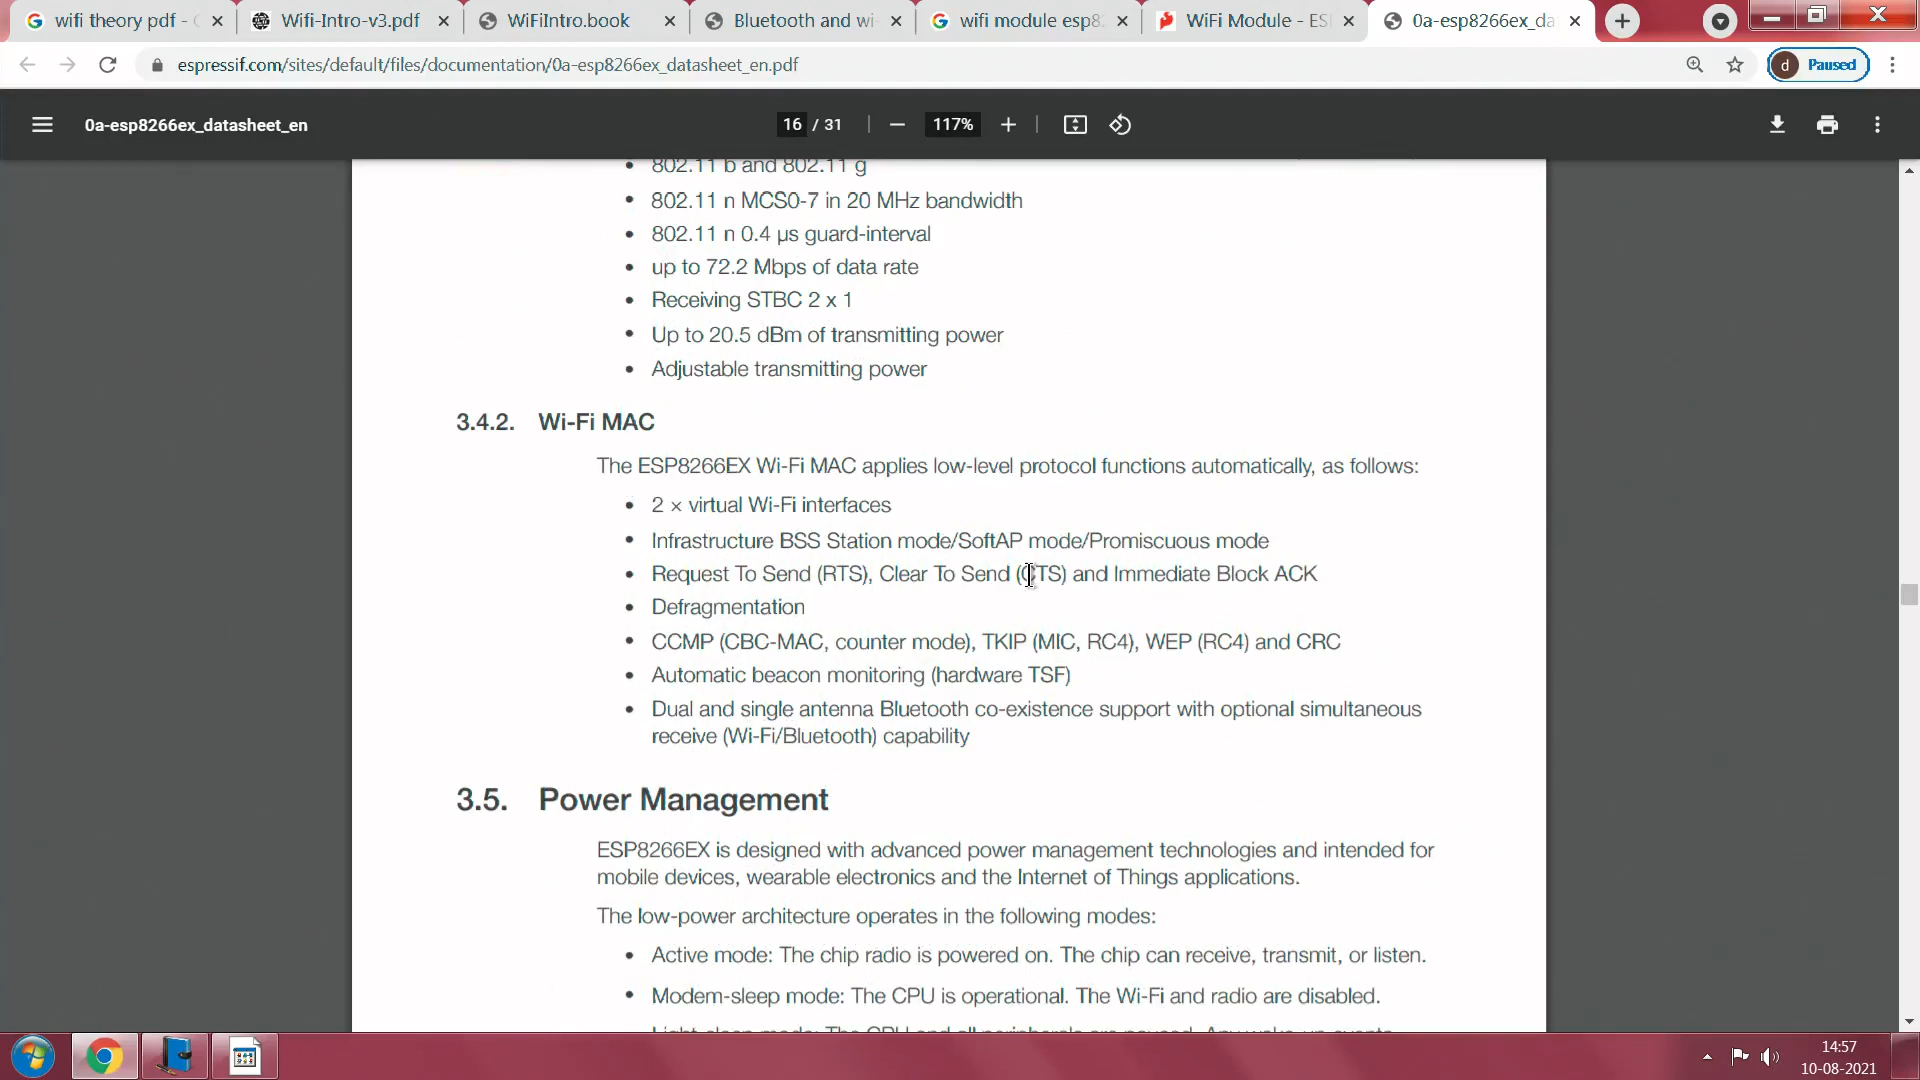 wifi theory pdf - G
Wifi-Intro-v3.pdf
WiFiIntro.book
Bluetooth and wi
wifi module esp8
WiFi Module - ES
0a-esp8266ex_da
espressif.com/sites/default/files/documentation/0a-esp8266ex_datasheet_en.pdf
d Paused
0a-esp8266ex_datasheet_en
16 / 31
117%
• 802.11 b and 802.11 g
• 802.11 n MCS0-7 in 20 MHz bandwidth
• 802.11 n 0.4 μs guard-interval
• up to 72.2 Mbps of data rate
• Receiving STBC 2 x 1
• Up to 20.5 dBm of transmitting power
• Adjustable transmitting power
3.4.2. Wi-Fi MAC
The ESP8266EX Wi-Fi MAC applies low-level protocol functions automatically, as follows:
• 2 × virtual Wi-Fi interfaces
• Infrastructure BSS Station mode/SoftAP mode/Promiscuous mode
• Request To Send (RTS), Clear To Send (CTS) and Immediate Block ACK
• Defragmentation
• CCMP (CBC-MAC, counter mode), TKIP (MIC, RC4), WEP (RC4) and CRC
• Automatic beacon monitoring (hardware TSF)
• Dual and single antenna Bluetooth co-existence support with optional simultaneous
receive (Wi-Fi/Bluetooth) capability
3.5. Power Management
ESP8266EX is designed with advanced power management technologies and intended for
mobile devices, wearable electronics and the Internet of Things applications.
The low-power architecture operates in the following modes:
• Active mode: The chip radio is powered on. The chip can receive, transmit, or listen.
• Modem-sleep mode: The CPU is operational. The Wi-Fi and radio are disabled.
14:57
10-08-2021